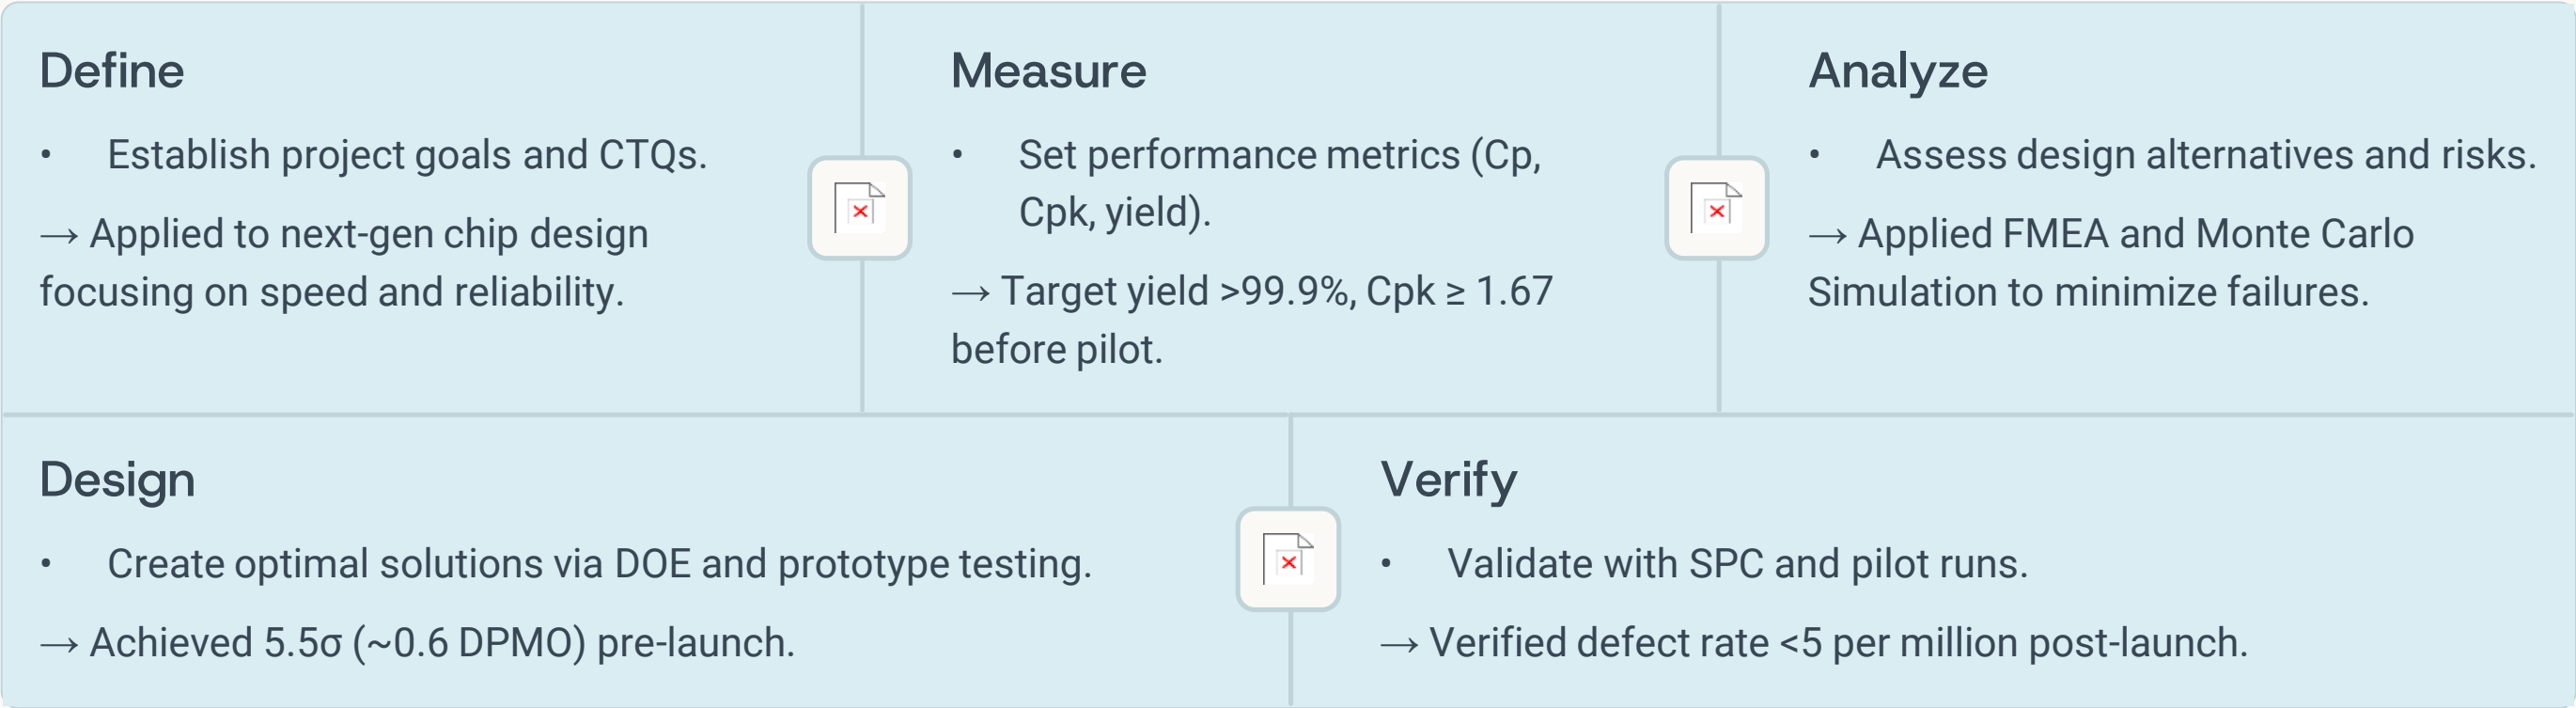 Define
• Establish project goals and CTQs.
→ Applied to next-gen chip design
focusing on speed and reliability.
Measure
• Set performance metrics (Cp,
Cpk, yield).
→ Target yield >99.9%, Cpk ≥ 1.67
before pilot.
Analyze
• Assess design alternatives and risks.
→ Applied FMEA and Monte Carlo
Simulation to minimize failures.
Design
• Create optimal solutions via DOE and prototype testing.
→ Achieved 5.5σ (~0.6 DPMO) pre-launch.
Verify
• Validate with SPC and pilot runs.
→ Verified defect rate <5 per million post-launch.